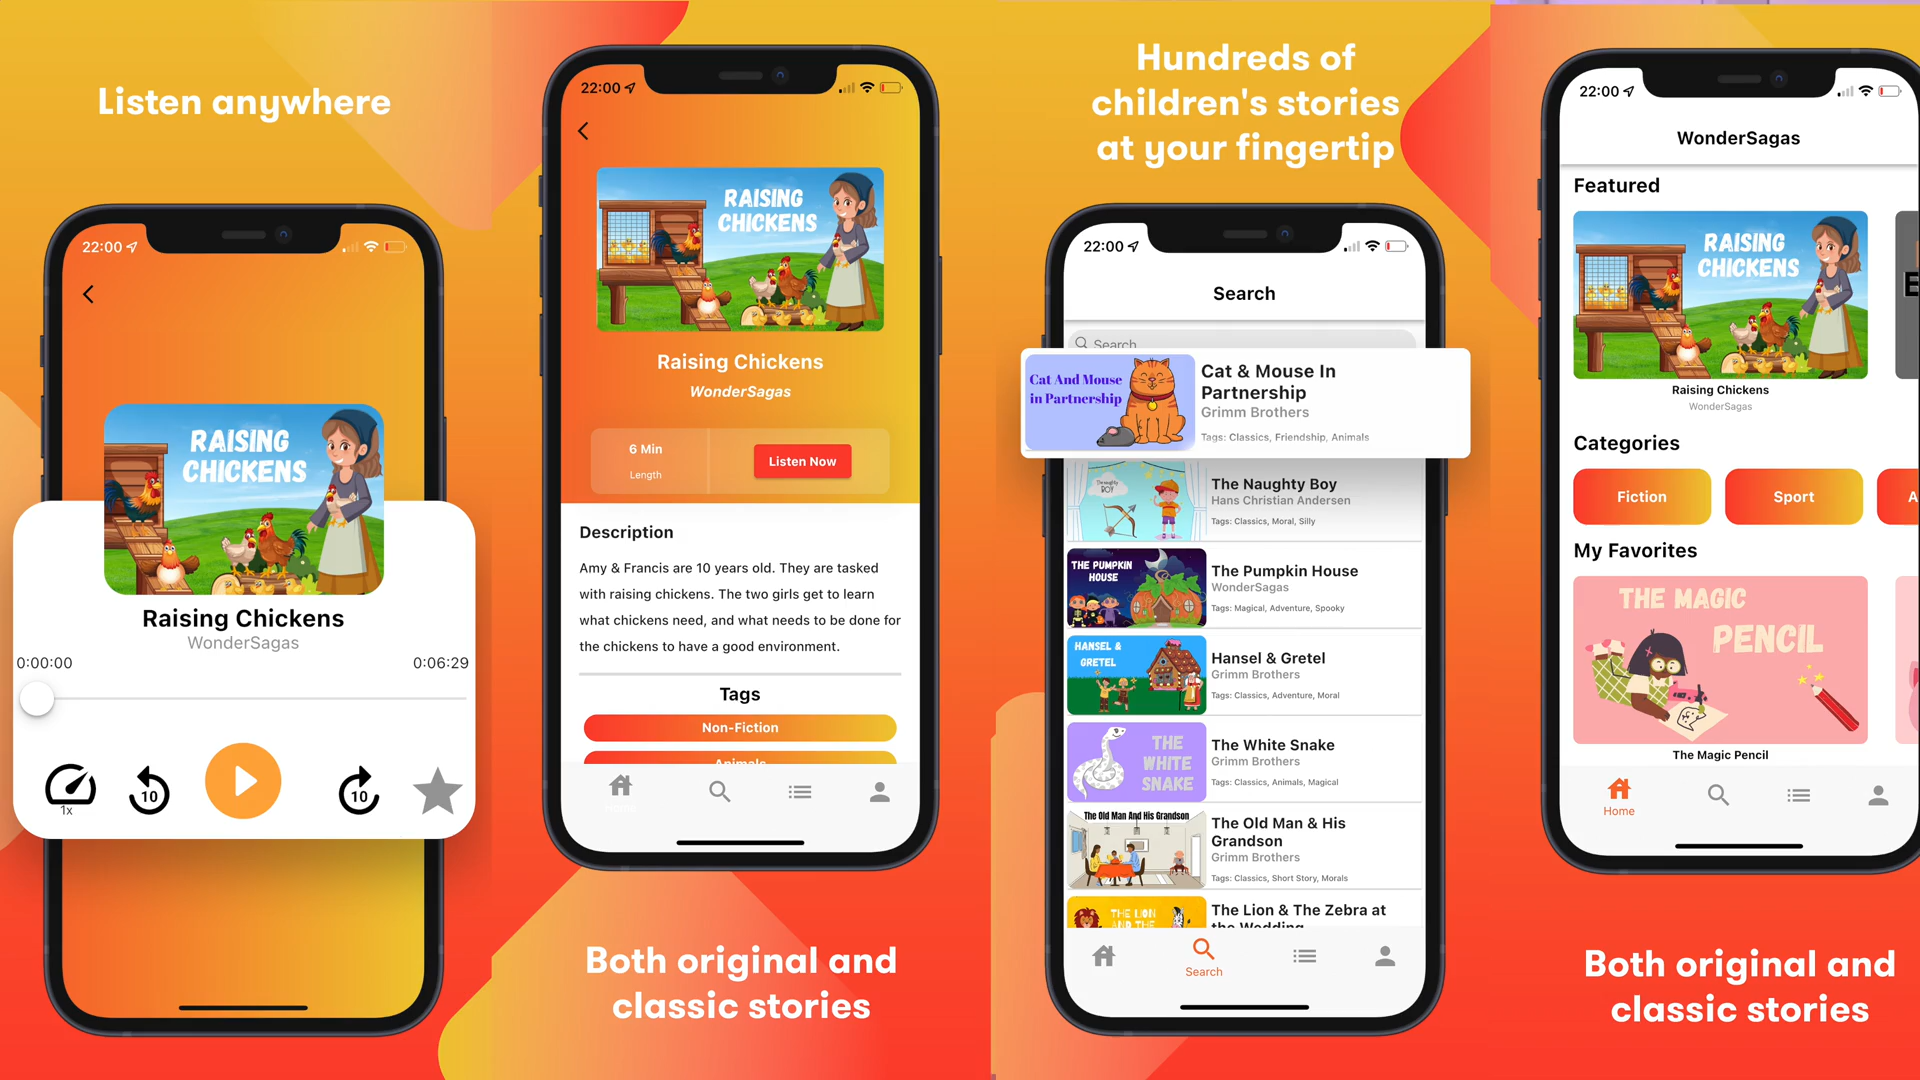 Listen anywhere
22:00
RAISING
CHICKENS
Raising Chickens
WonderSagas
0:00:00
0:06:29
1x
10
10
22:00
RAISING
CHICKENS
Raising Chickens
WonderSagas
6 Min
Length
Listen Now
Description
Amy & Francis are 10 years old. They are tasked
with raising chickens. The two girls get to learn
what chickens need, and what needs to be done for
the chickens to have a good environment.
Tags
Non-Fiction
Animals
Both original and
classic stories
Hundreds of
children's stories
at your fingertip
22:00
Search
Search
Cat And Mouse
in Partnership
Cat & Mouse In
Partnership
Grimm Brothers
Tags: Classics, Friendship, Animals
The Naughty
BOY
The Naughty Boy
Hans Christian Andersen
Tags: Classics, Moral, Silly
THE PUMPKIN
HOUSE
The Pumpkin House
WonderSagas
Tags: Magical, Adventure, Spooky
HANSEL &
GRETEL
Hansel & Gretel
Grimm Brothers
Tags: Classics, Adventure, Moral
THE
WHITE
SNAKE
The White Snake
Grimm Brothers
Tags: Classics, Animals, Magical
The Old Man And His Grandson
The Old Man & His
Grandson
Grimm Brothers
Tags: Classics, Short Story, Morals
THE LION
AND THE
The Lion & The Zebra at
the Wedding
Search
22:00
WonderSagas
Featured
RAISING
CHICKENS
E
Raising Chickens
WonderSagas
Categories
Fiction
Sport
A
My Favorites
THE MAGIC
PENCIL
The Magic Pencil
Home
Both original and
classic stories